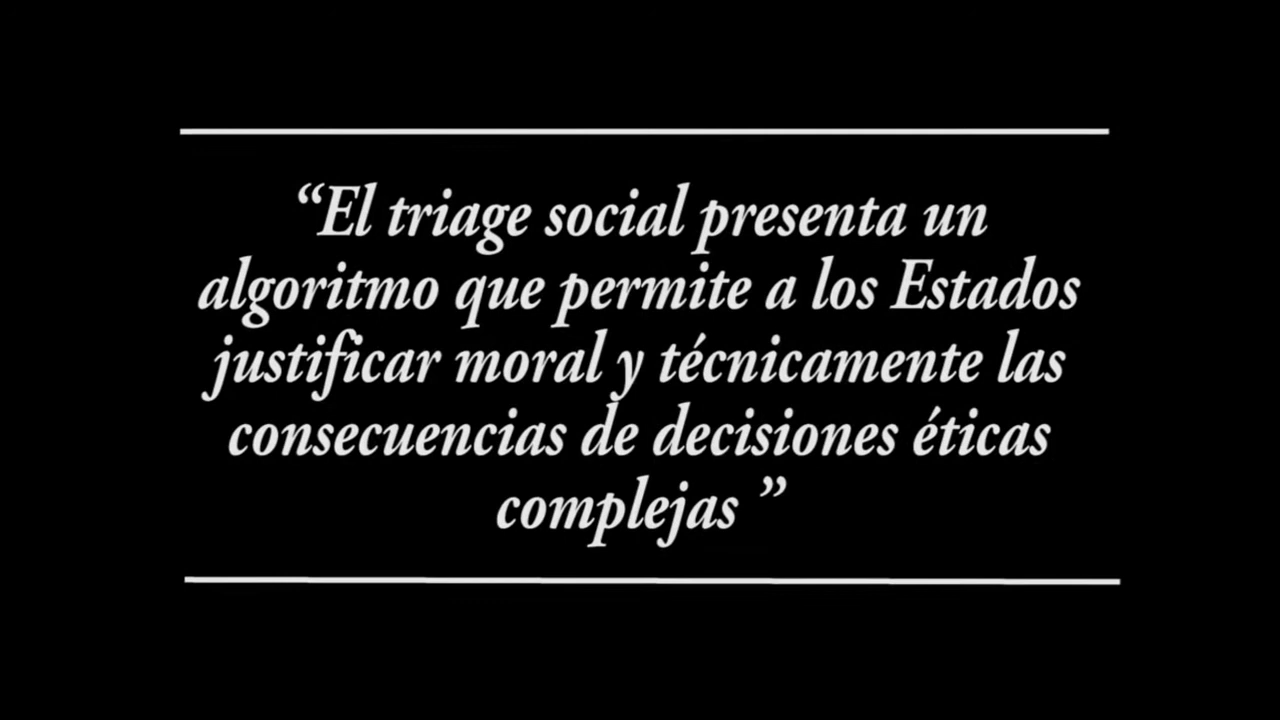 “El triage social presenta un
algoritmo que permite a los Estados
justificar moral y técnicamente las
consecuencias de decisiones éticas
complejas ”